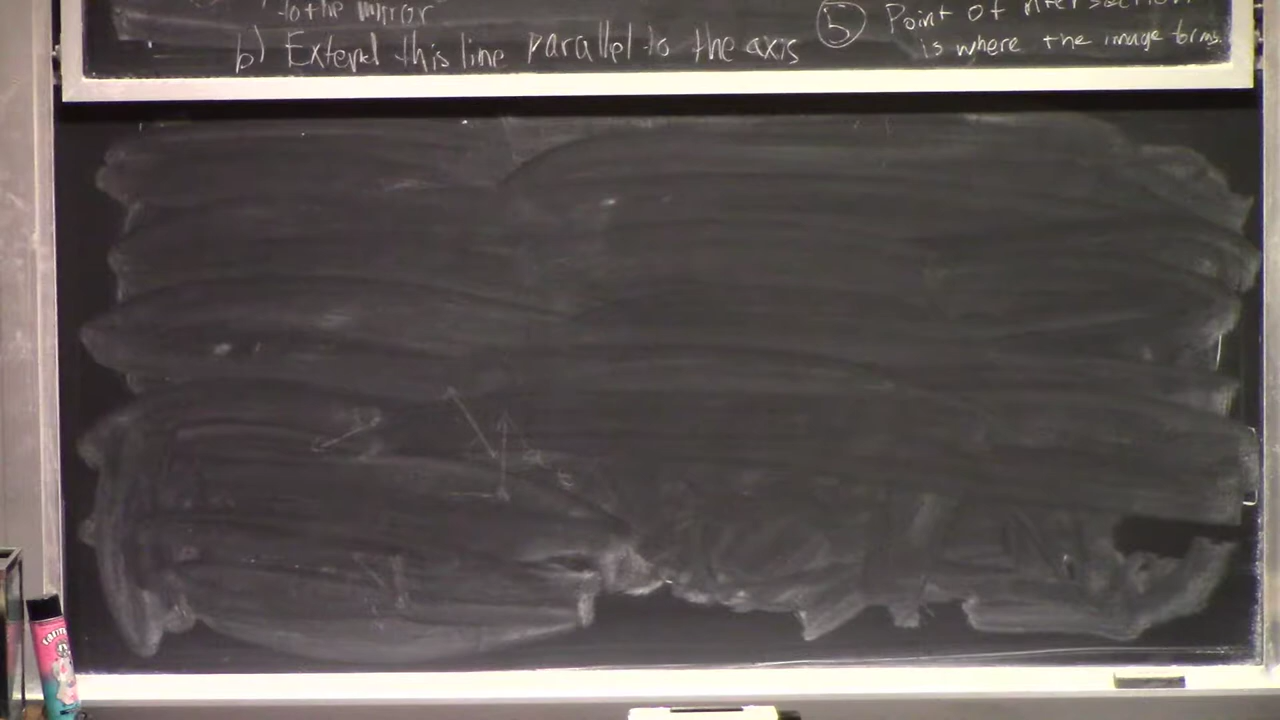 to the mirror
b) Extend this line parallel to the axis
5 Point of intersection
is where the image forms.